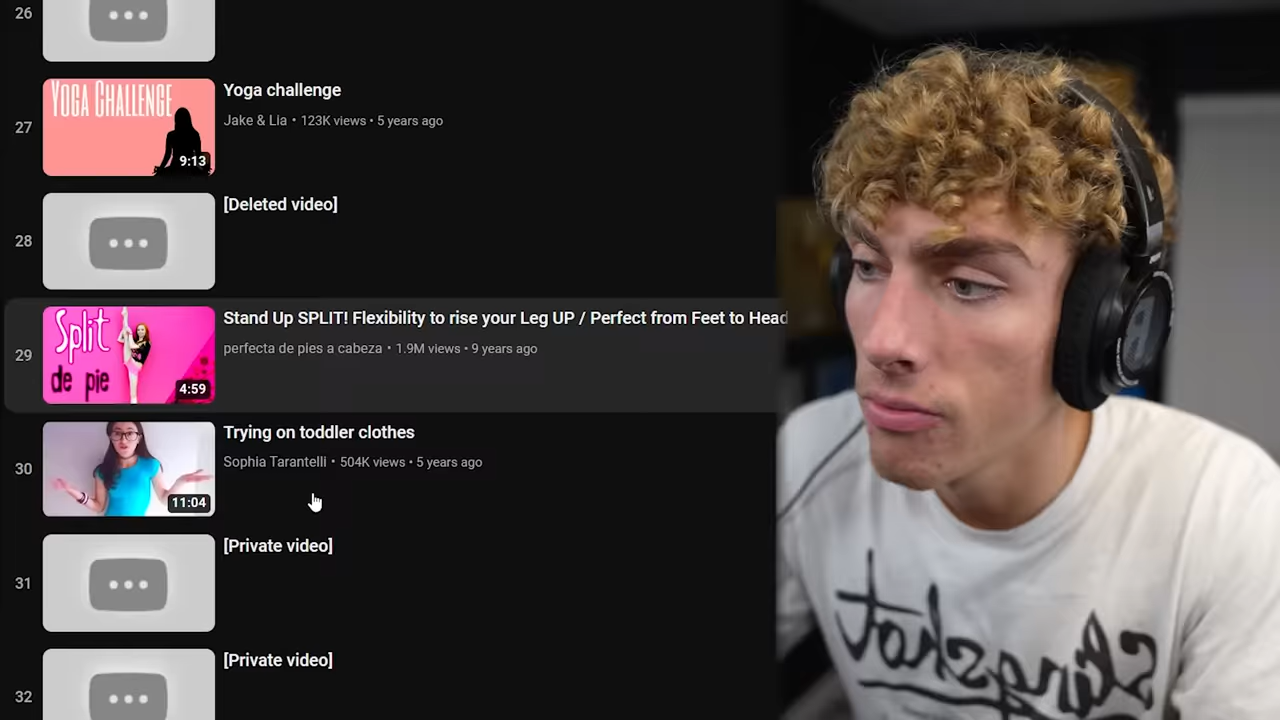 26
27
YOGA CHALLENGE
9:13
Yoga challenge
Jake & Lia • 123K views • 5 years ago
28
[Deleted video]
29
Split
de pie
4:59
Stand Up SPLIT! Flexibility to rise your Leg UP / Perfect from Feet to Head
perfecta de pies a cabeza • 1.9M views • 9 years ago
30
11:04
Trying on toddler clothes
Sophia Tarantelli • 504K views • 5 years ago
31
[Private video]
32
[Private video]
Slingshot